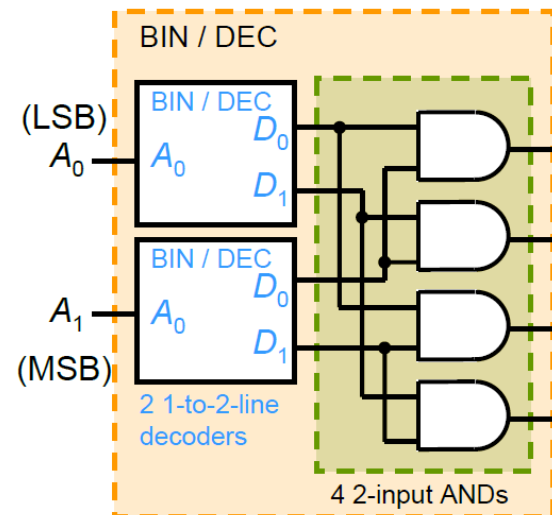 BIN / DEC
BIN / DEC
(LSB)
D₀
A₀
A₀
D₁
BIN / DEC
D₀
A₁
A₀
D₁
(MSB)
2 1-to-2-line
decoders
4 2-input ANDs